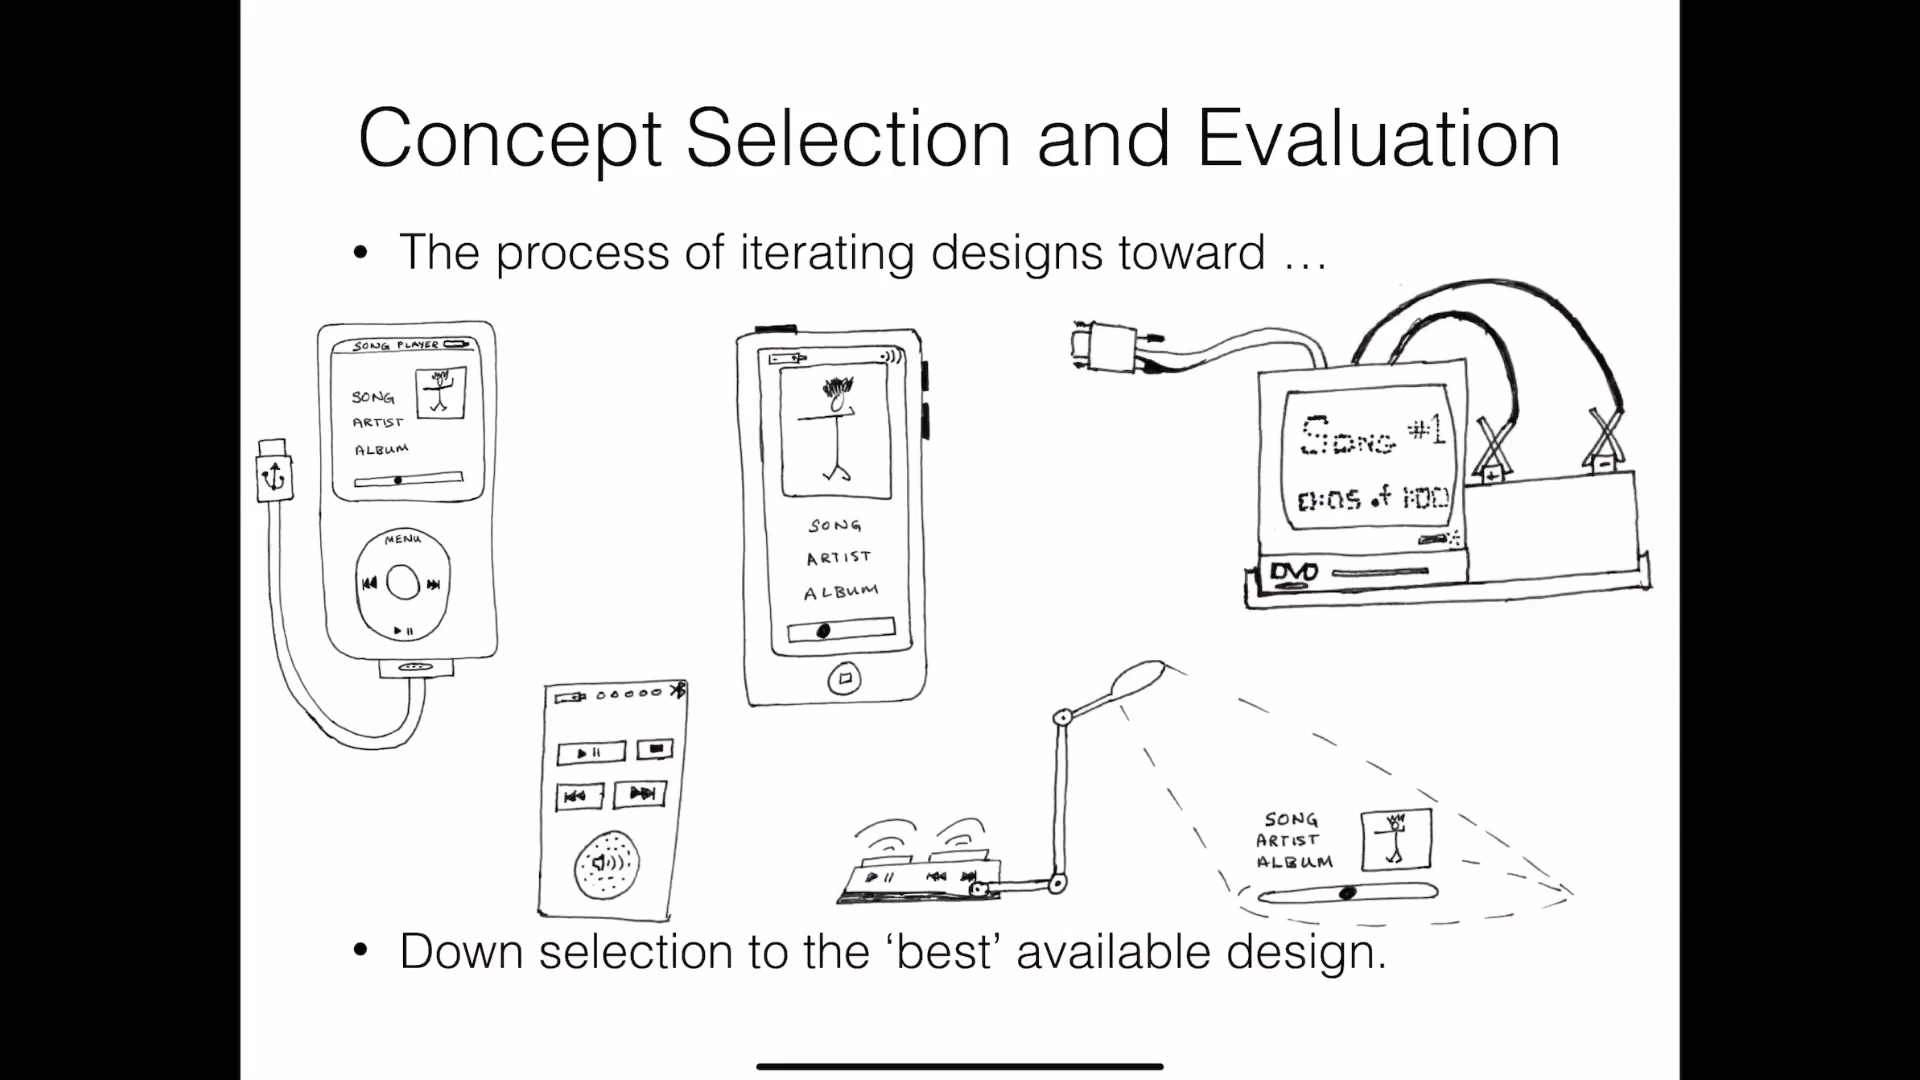 Concept Selection and Evaluation
• The process of iterating designs toward …
SONG PLAYER
SONG
ARTIST
ALBUM
MENU
SONG
ARTIST
ALBUM
SONG #1
0:05 of 1:00
+
-
DVD
SONG
ARTIST
ALBUM
• Down selection to the ‘best’ available design.